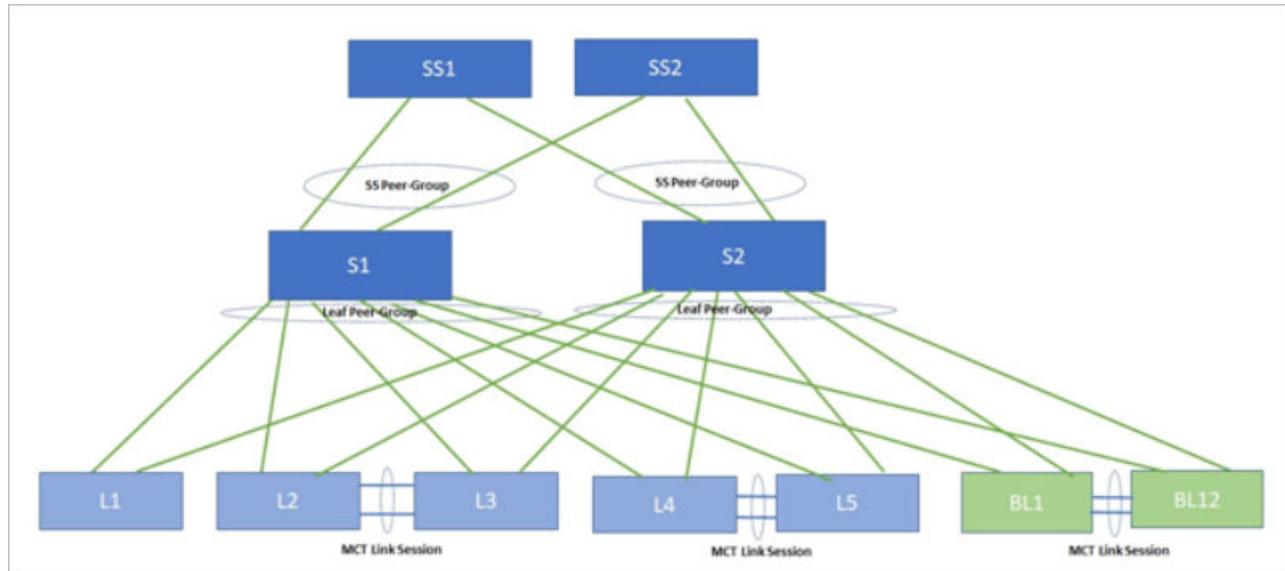 SS1
SS2
SS Peer-Group
SS Peer-Group
S1
S2
Leaf Peer-Group
Leaf Peer-Group
L1
L2
L3
L4
L5
BL1
BL12
MCT Link Session
MCT Link Session
MCT Link Session